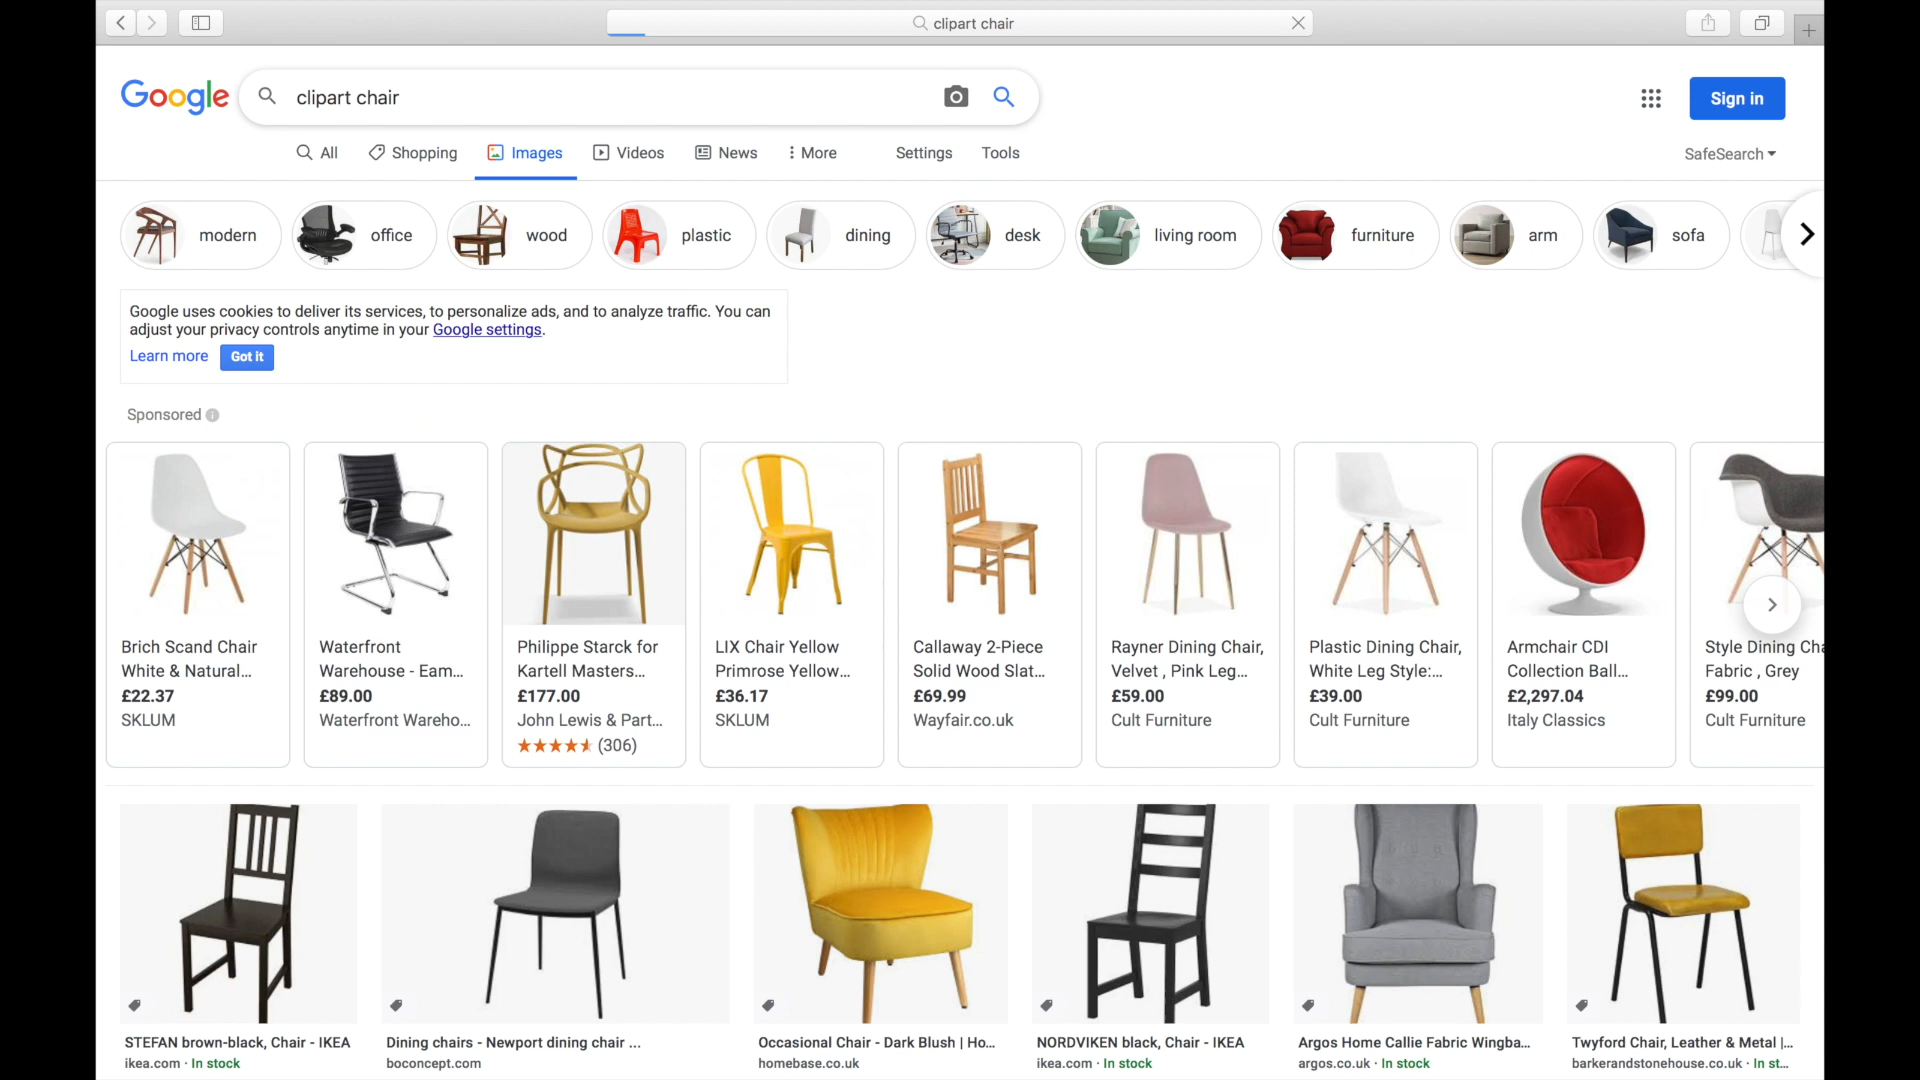 clipart chair
Google
clipart chair
Sign in
All
Shopping
Images
Videos
News
More
Settings
Tools
SafeSearch
modern
office
wood
plastic
dining
desk
living room
furniture
arm
sofa
Google uses cookies to deliver its services, to personalize ads, and to analyze traffic. You can
adjust your privacy controls anytime in your Google settings.
Learn more
Got it
Sponsored
Brich Scand Chair
White & Natural...
£22.37
SKLUM
Waterfront
Warehouse - Eam...
£89.00
Waterfront Wareho...
Philippe Starck for
Kartell Masters...
£177.00
John Lewis & Part...
(306)
LIX Chair Yellow
Primrose Yellow...
£36.17
SKLUM
Callaway 2-Piece
Solid Wood Slat...
£69.99
Wayfair.co.uk
Rayner Dining Chair,
Velvet , Pink Leg...
£59.00
Cult Furniture
Plastic Dining Chair,
White Leg Style:...
£39.00
Cult Furniture
Armchair CDI
Collection Ball...
£2,297.04
Italy Classics
Style Dining Cha
Fabric , Grey
£99.00
Cult Furniture
STEFAN brown-black, Chair - IKEA
ikea.com · In stock
Dining chairs - Newport dining chair ...
boconcept.com
Occasional Chair - Dark Blush | Ho...
homebase.co.uk
NORDVIKEN black, Chair - IKEA
ikea.com · In stock
Argos Home Callie Fabric Wingba...
argos.co.uk · In stock
Twyford Chair, Leather & Metal |...
barkerandstonehouse.co.uk · In st...